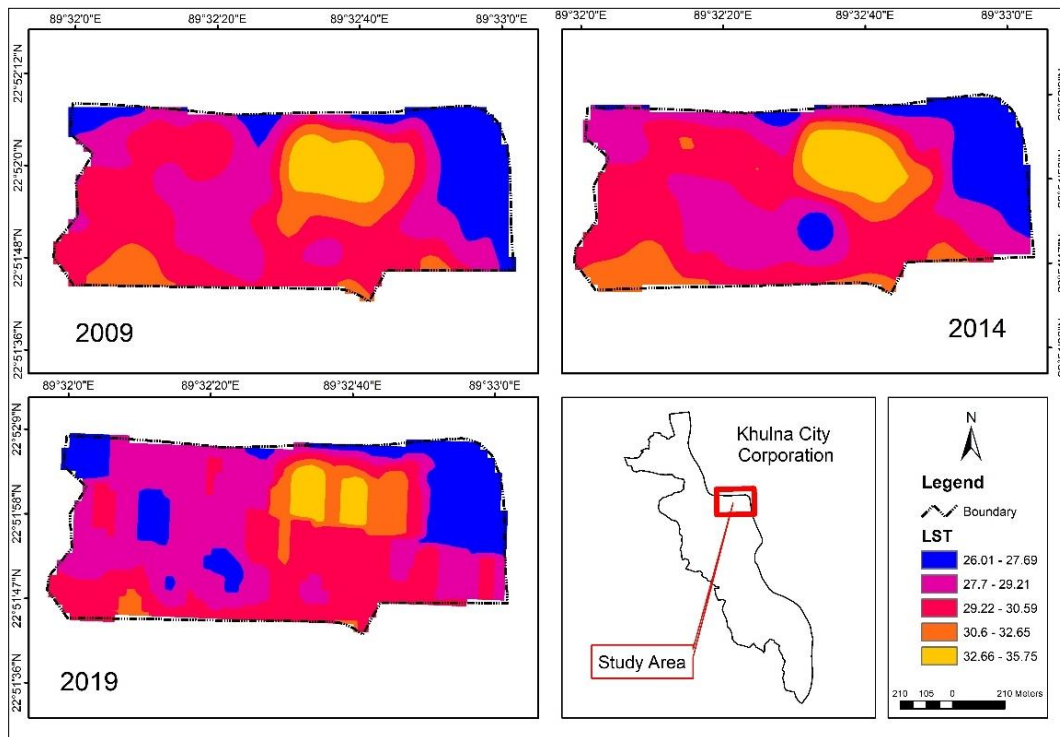 89°32'0"E 89°32'20"E 89°32'40"E 89°33'0"E
22°52'12"N
22°52'0"N
22°51'48"N
22°51'36"N
2009
89°32'0"E 89°32'20"E 89°32'40"E 89°33'0"E
2014
89°32'0"E 89°32'20"E 89°32'40"E 89°33'0"E
22°52'9"N
22°51'58"N
22°51'47"N
22°51'36"N
2019
Khulna City
Corporation
Study Area
N
Legend
Boundary
LST
26.01 - 27.69
27.7 - 29.21
29.22 - 30.59
30.6 - 32.65
32.66 - 35.75
210 105 0 210 Meters